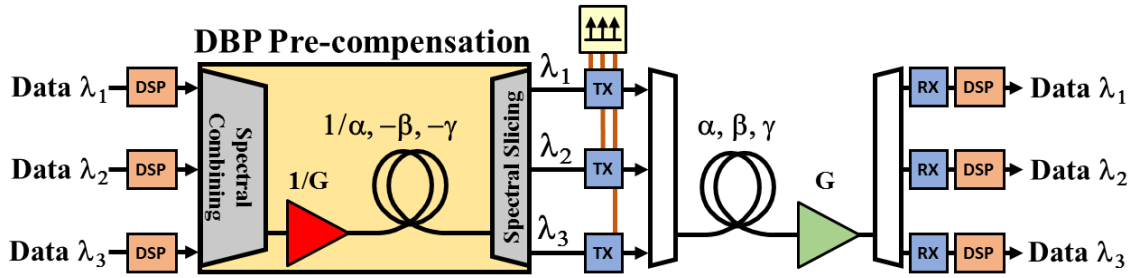 DBP Pre-compensation
Data λ1
DSP
Data λ2
DSP
Data λ3
DSP
Spectral
Combining
1/G
1/α, −β, −γ
Spectral Slicing
λ1
λ2
λ3
TX
TX
TX
α, β, γ
G
RX
DSP
Data λ1
RX
DSP
Data λ2
RX
DSP
Data λ3